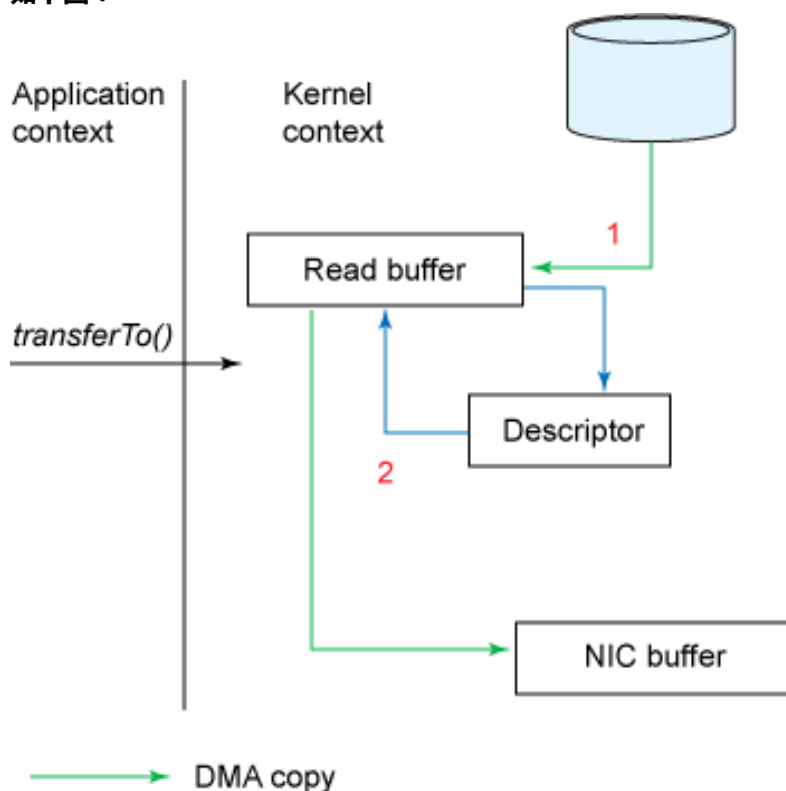 Application
context
Kernel
context
1
Read buffer
transferTo()
Descriptor
2
NIC buffer
DMA copy